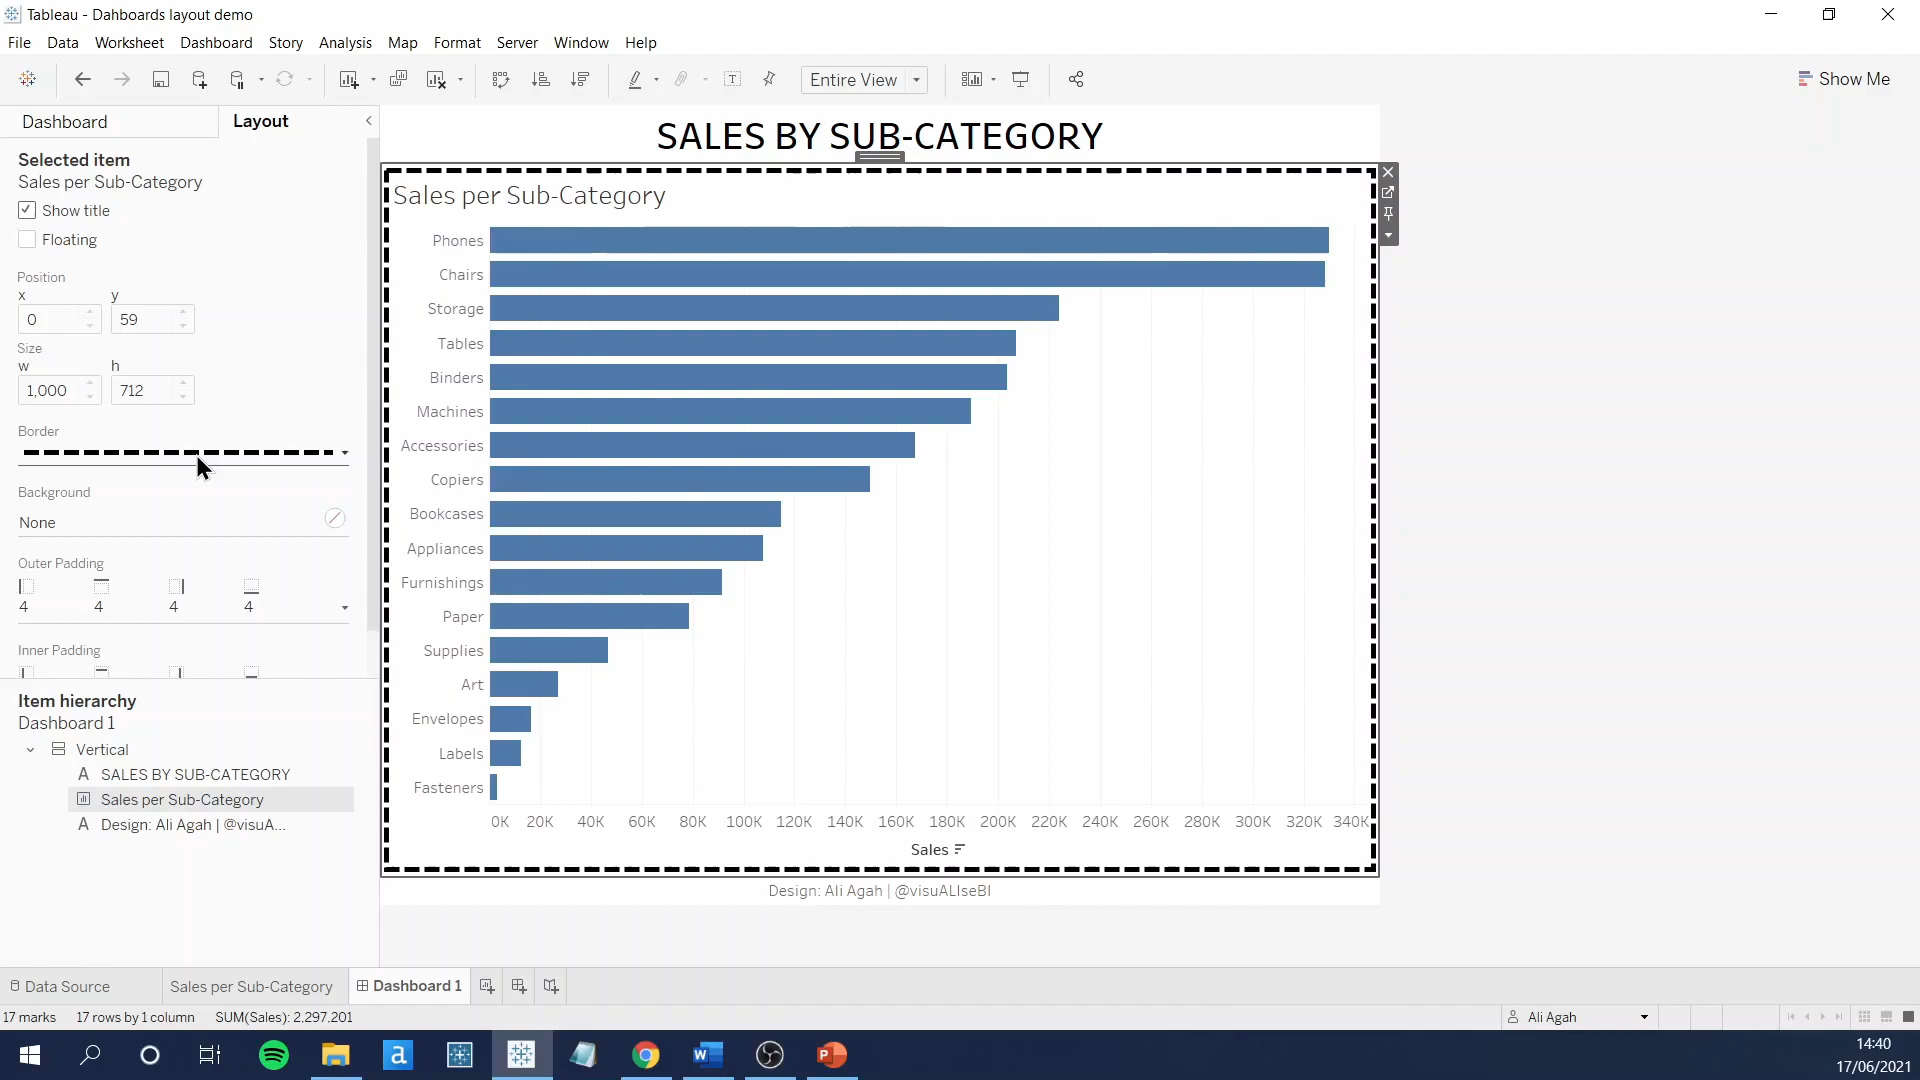 Tableau - Dahboards layout demo
File Data Worksheet Dashboard Story Analysis Map Format Server Window Help
Entire View
Show Me
Dashboard
Layout
Selected item
Sales per Sub-Category
Show title
Floating
Position
x y
0 59
Size
w h
1,000 712
Border
Background
None
Outer Padding
4 4 4 4
Inner Padding
Item hierarchy
Dashboard 1
Vertical
SALES BY SUB-CATEGORY
Sales per Sub-Category
Design: Ali Agah | @visuA...
SALES BY SUB-CATEGORY
Sales per Sub-Category
Phones
Chairs
Storage
Tables
Binders
Machines
Accessories
Copiers
Bookcases
Appliances
Furnishings
Paper
Supplies
Art
Envelopes
Labels
Fasteners
0K 20K 40K 60K 80K 100K 120K 140K 160K 180K 200K 220K 240K 260K 280K 300K 320K 340K
Sales
Design: Ali Agah | @visuALIseBI
Data Source
Sales per Sub-Category
Dashboard 1
17 marks 17 rows by 1 column SUM(Sales): 2,297,201
Ali Agah
14:40
17/06/2021